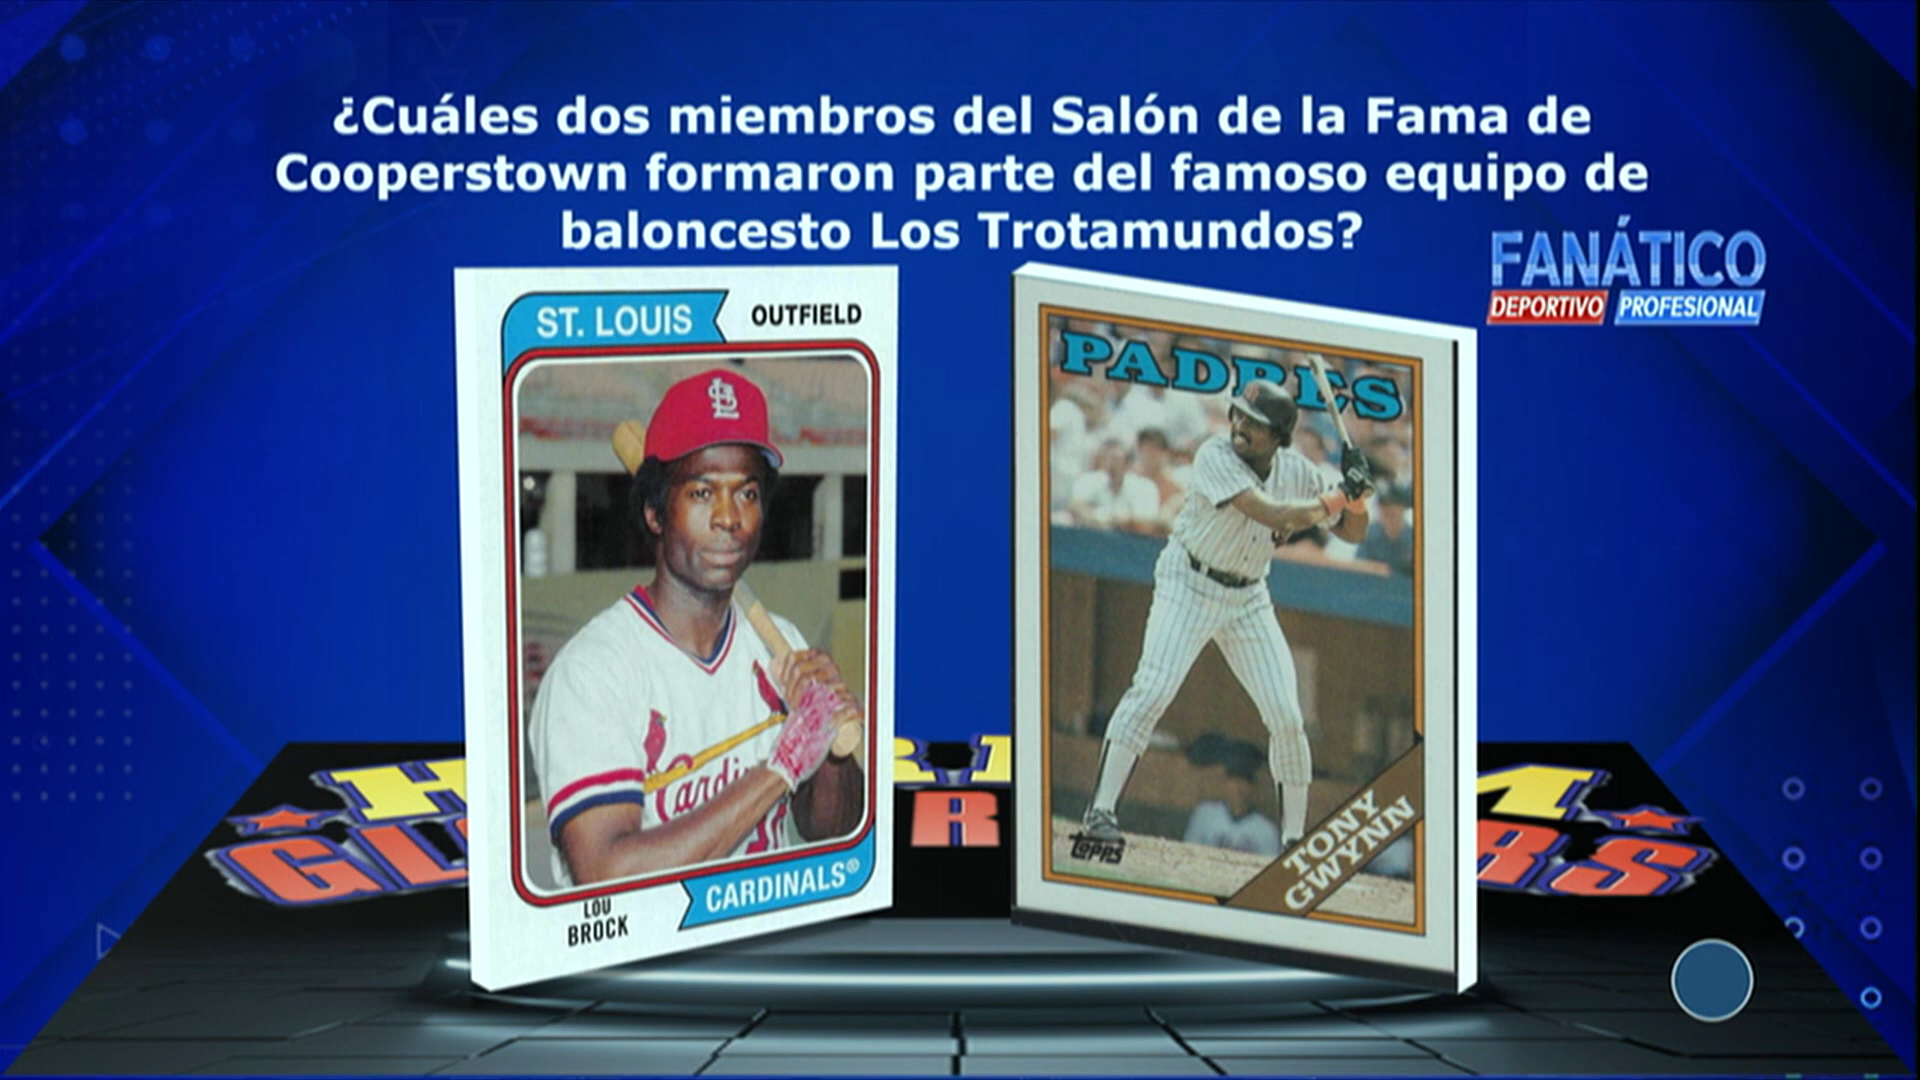 ¿Cuáles dos miembros del Salón de la Fama de
Cooperstown formaron parte del famoso equipo de
baloncesto Los Trotamundos?
FANÁTICO
DEPORTIVO PROFESIONAL
ST. LOUIS
OUTFIELD
PADRES
Cardi
TONY
GWYNN
Topps
CARDINALS®
LOU
BROCK